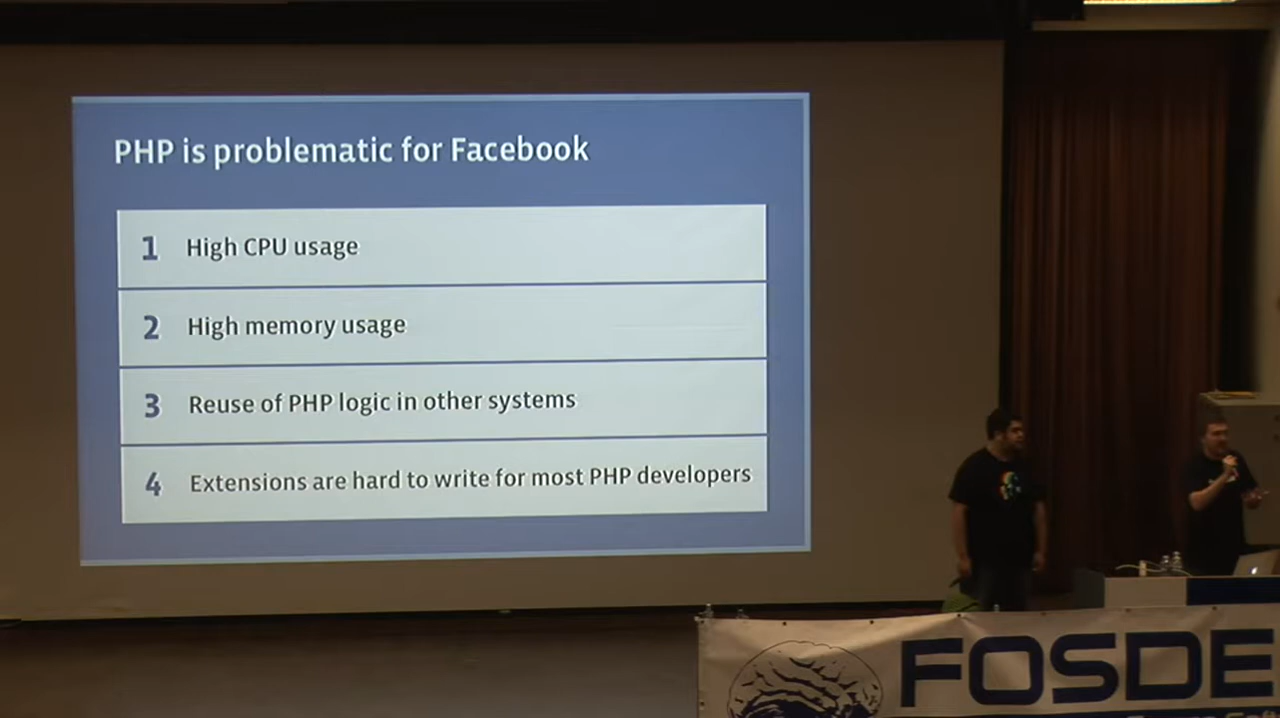 PHP is problematic for Facebook
1 High CPU usage
2 High memory usage
3 Reuse of PHP logic in other systems
4 Extensions are hard to write for most PHP developers
FOSDE